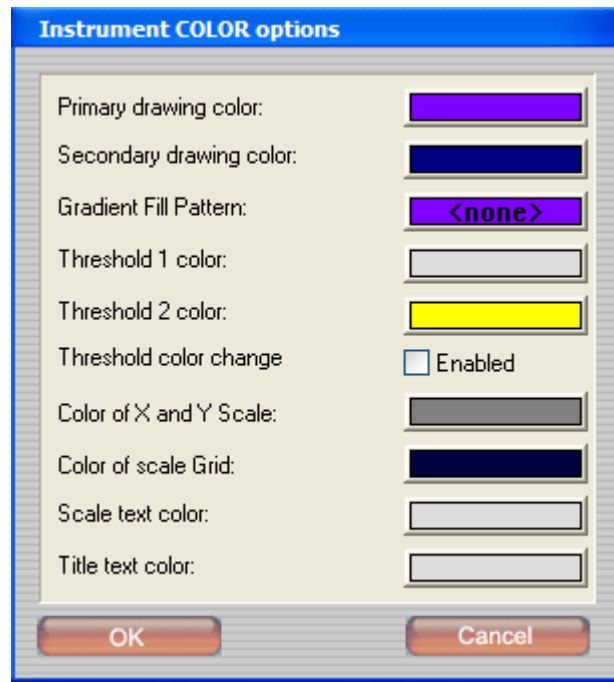 Instrument COLOR options
Primary drawing color:
Secondary drawing color:
Gradient Fill Pattern: <none>
Threshold 1 color:
Threshold 2 color:
Threshold color change Enabled
Color of X and Y Scale:
Color of scale Grid:
Scale text color:
Title text color:
OK Cancel